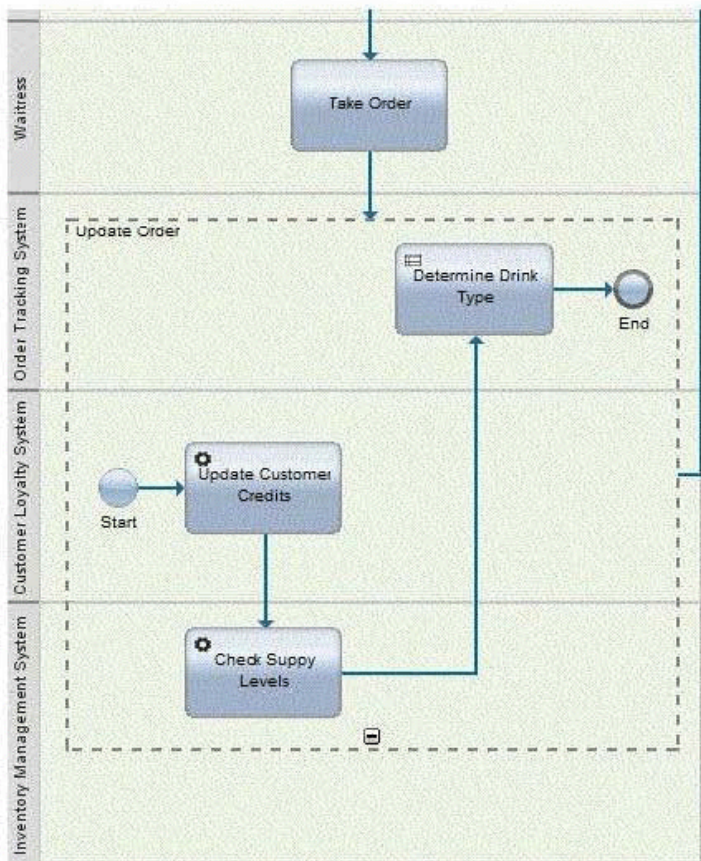 Waitress
Take Order
Order Tracking System
Update Order
Determine Drink
Type
End
Customer Loyalty System
Update Customer
Credits
Start
Inventory Management System
Check Suppy
Levels